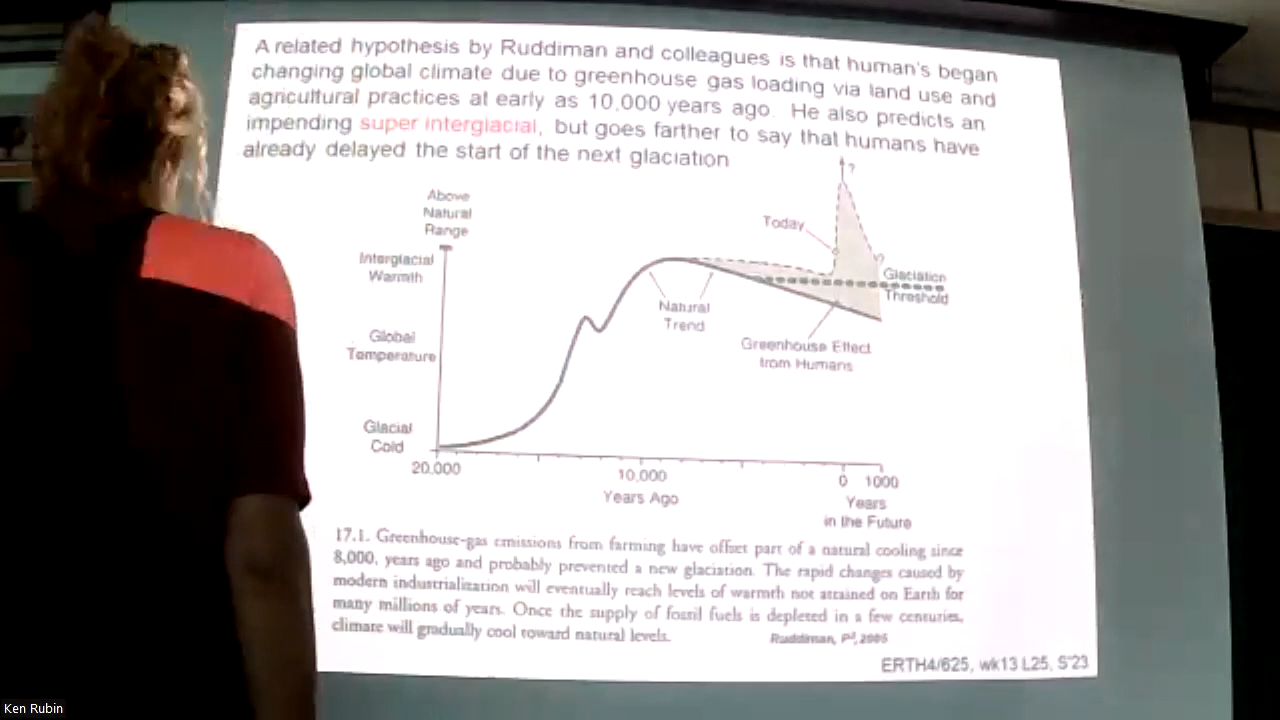 A related hypothesis by Ruddiman and colleagues is that human's began
changing global climate due to greenhouse gas loading via land use and
agricultural practices at early as 10,000 years ago. He also predicts an
impending super interglacial, but goes farther to say that humans have
already delayed the start of the next glaciation
Above
Natural
Range
Interglacial
Warmth
Global
Temperature
Glacial
Cold
?
Today
?
Glaciation
Threshold
Natural
Trend
Greenhouse Effect
from Humans
20.000
10,000
0 1000
Years Ago
Years
in the Future
17.1. Greenhouse-gas emissions from farming have offset part of a natural cooling since
8,000, years ago and probably prevented a new glaciation. The rapid changes caused by
modern industrialization will eventually reach levels of warmth not attained on Earth for
many millions of years. Once the supply of fossil fuels is depleted in a few centuries,
climate will gradually cool toward natural levels.
Ruddiman, P³, 2005
ERTH4/625, wk13 L25, S'23
Ken Rubin